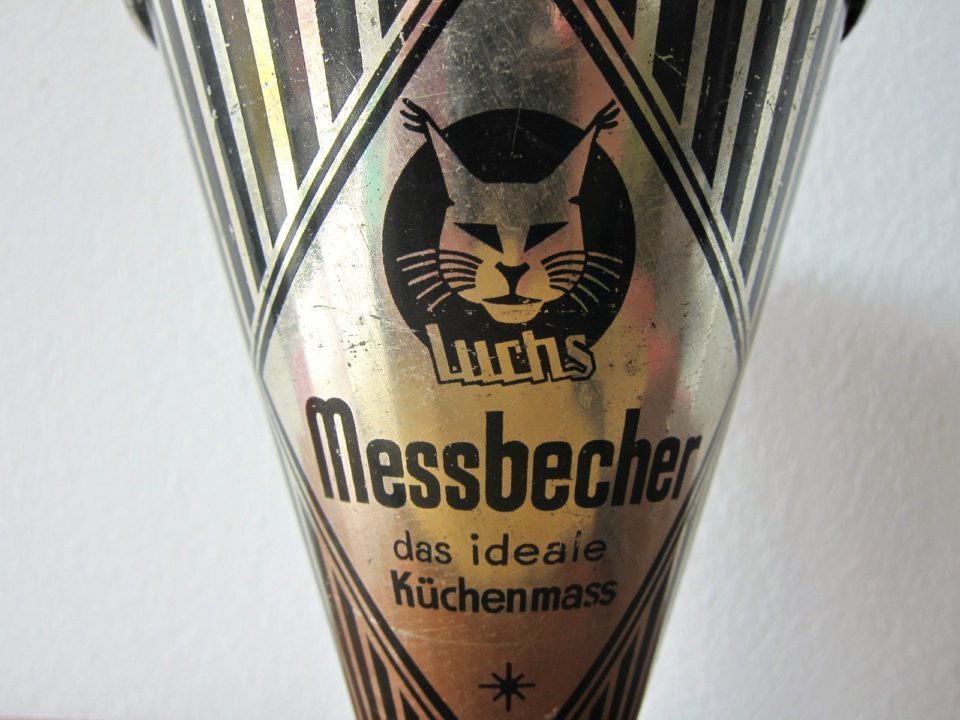 Luchs
Messbecher
das ideale
Küchenmass